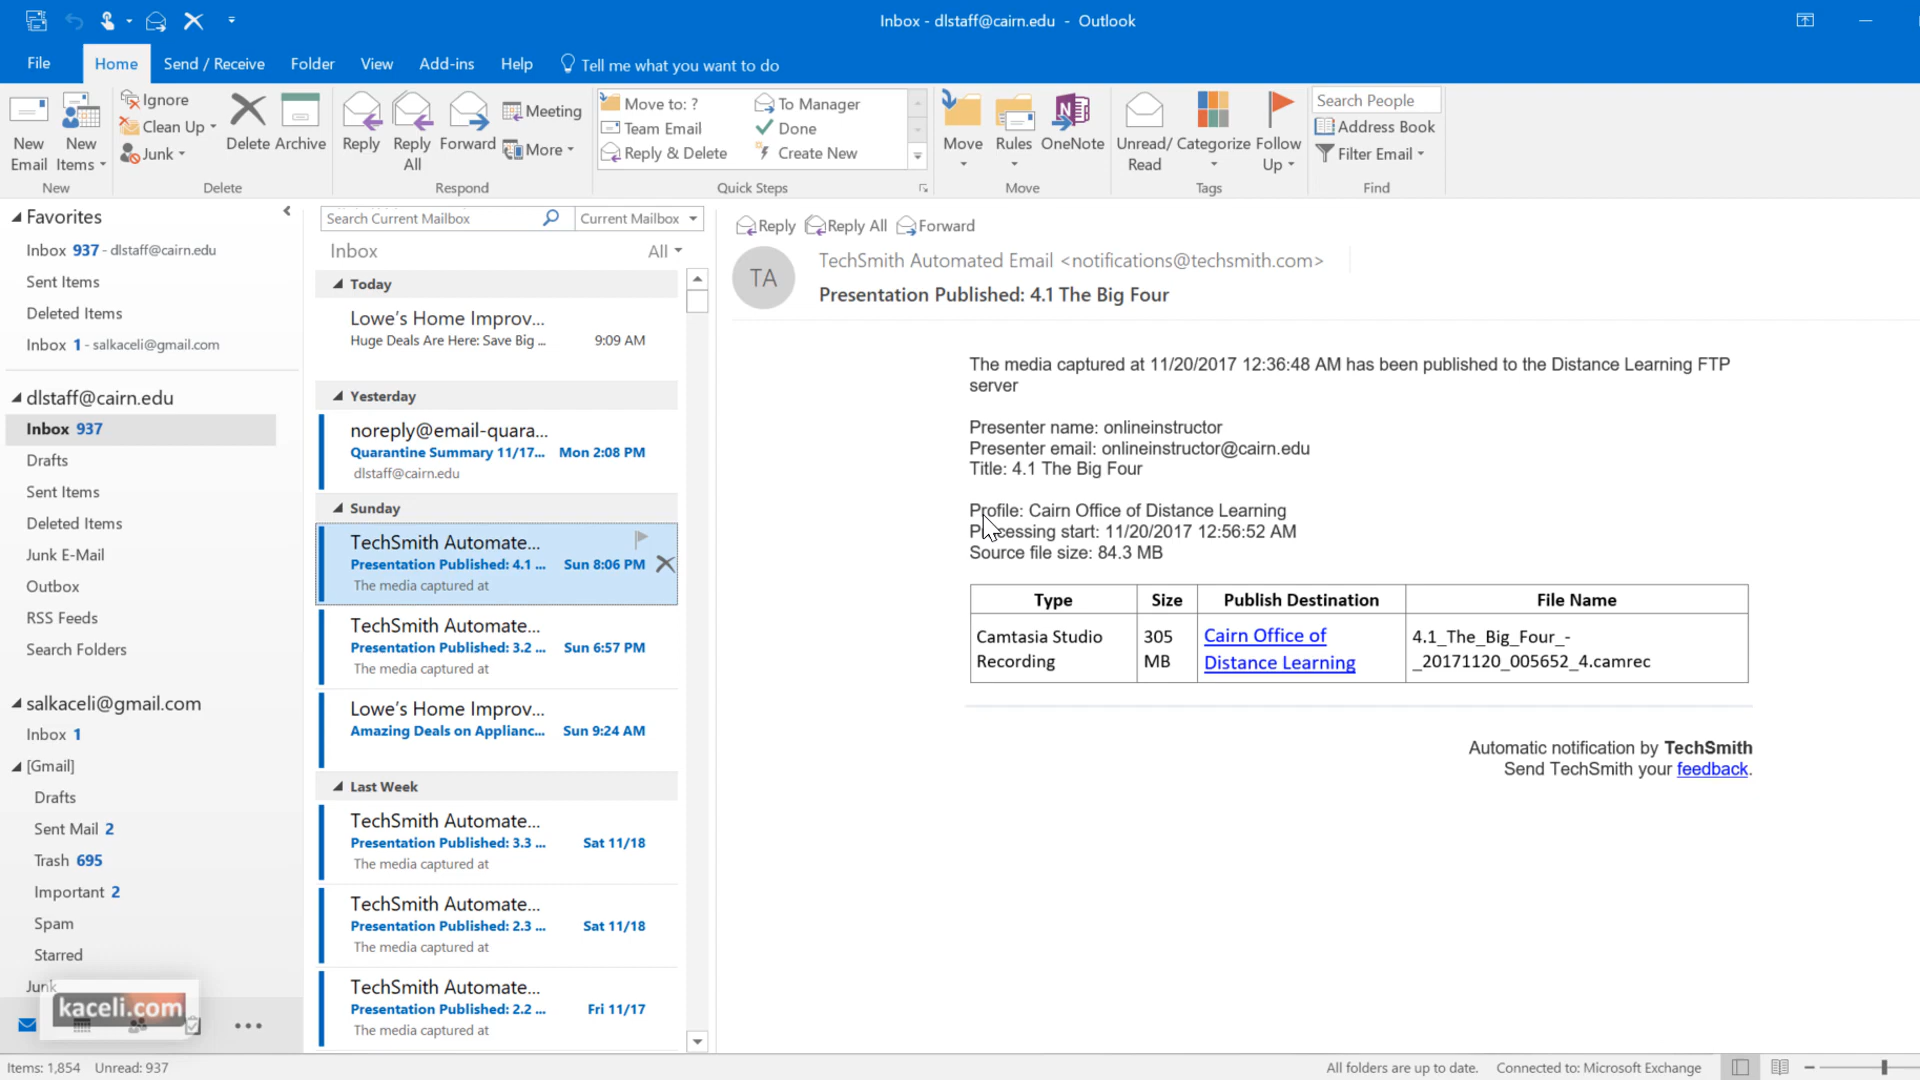 Inbox - dlstaff@cairn.edu - Outlook
File Home Send / Receive Folder View Add-ins Help Tell me what you want to do
New Email
New Items
New
Ignore
Clean Up
Junk
Delete
Archive
Delete
Reply
Reply All
Forward
Meeting
More
Respond
Move to: ?
Team Email
Reply & Delete
To Manager
Done
Create New
Quick Steps
Move
Rules
OneNote
Move
Unread/ Read
Categorize
Follow Up
Tags
Search People
Address Book
Filter Email
Find
Favorites
Inbox 937 - dlstaff@cairn.edu
Sent Items
Deleted Items
Inbox 1 - salkaceli@gmail.com
dlstaff@cairn.edu
Inbox 937
Drafts
Sent Items
Deleted Items
Junk E-Mail
Outbox
RSS Feeds
Search Folders
salkaceli@gmail.com
Inbox 1
[Gmail]
Drafts
Sent Mail 2
Trash 695
Important 2
Spam
Starred
Junk
kaceli.com
Search Current Mailbox
Current Mailbox
Inbox
All
Today
Lowe's Home Improv...
Huge Deals Are Here: Save Big ... 9:09 AM
Yesterday
noreply@email-quara...
Quarantine Summary 11/17... Mon 2:08 PM
dlstaff@cairn.edu
Sunday
TechSmith Automate...
Presentation Published: 4.1 ... Sun 8:06 PM
The media captured at
TechSmith Automate...
Presentation Published: 3.2 ... Sun 6:57 PM
The media captured at
Lowe's Home Improv...
Amazing Deals on Applianc... Sun 9:24 AM
Last Week
TechSmith Automate...
Presentation Published: 3.3 ... Sat 11/18
The media captured at
TechSmith Automate...
Presentation Published: 2.3 ... Sat 11/18
The media captured at
TechSmith Automate...
Presentation Published: 2.2 ... Fri 11/17
The media captured at
Reply Reply All Forward
TA
TechSmith Automated Email <notifications@techsmith.com>
Presentation Published: 4.1 The Big Four
The media captured at 11/20/2017 12:36:48 AM has been published to the Distance Learning FTP
server
Presenter name: onlineinstructor
Presenter email: onlineinstructor@cairn.edu
Title: 4.1 The Big Four
Profile: Cairn Office of Distance Learning
Processing start: 11/20/2017 12:56:52 AM
Source file size: 84.3 MB
Type Size Publish Destination File Name
Camtasia Studio 305 Cairn Office of 4.1_The_Big_Four_-
Recording MB Distance Learning _20171120_005652_4.camrec
Automatic notification by TechSmith
Send TechSmith your feedback.
Items: 1,854 Unread: 937
All folders are up to date. Connected to: Microsoft Exchange